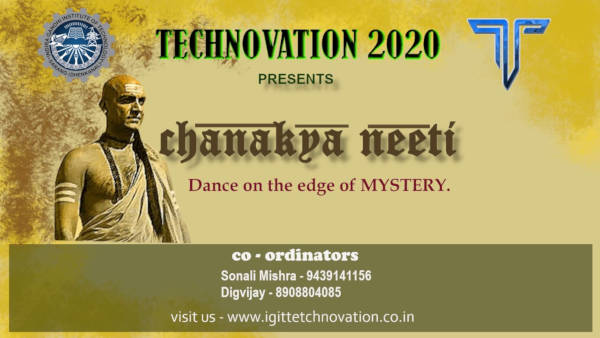 TECHNOVATION 2020
PRESENTS
chanakya neeti
Dance on the edge of MYSTERY.
co - ordinators
Sonali Mishra - 9439141156
Digvijay - 8908804085
visit us - www.igittetchnovation.co.in